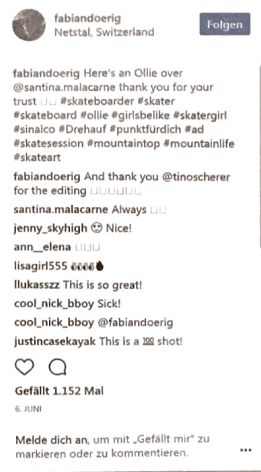 fabiandoerig
Netstal, Switzerland
Folgen
fabiandoerig Here's an Ollie over
@santina.malacarne thank you for your
trust #skateboarder #skater
#skateboard #ollie #girlsbelike #skatergirl
#sinalco #Drehauf #punktfürdich #ad
#skatesession #mountaintop #mountainlife
#skateart
fabiandoerig And thank you @tinoscherer
for the editing
santina.malacarne Always
jenny_skyhigh 😍 Nice!
ann__elena
lisagirl555
llukasszz This is so great!
cool_nick_bboy Sick!
cool_nick_bboy @fabiandoerig
justincasekayak This is a 💯 shot!
Gefällt 1.152 Mal
6. JUNI
Melde dich an, um mit „Gefällt mir" zu
markieren oder zu kommentieren.